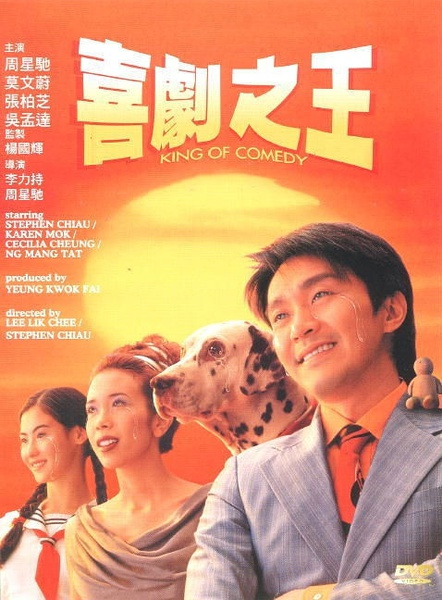 喜劇之王
KING OF COMEDY
主演
周星馳
莫文蔚
張柏芝
吳孟達
監製
楊國輝
導演
李力持
周星馳
starring
STEPHEN CHIAU /
KAREN MOK /
CECILIA CHEUNG /
NG MANG TAT
produced by
YEUNG KWOK FAI
directed by
LEE LIK CHEE /
STEPHEN CHIAU
DVD
VIDEO